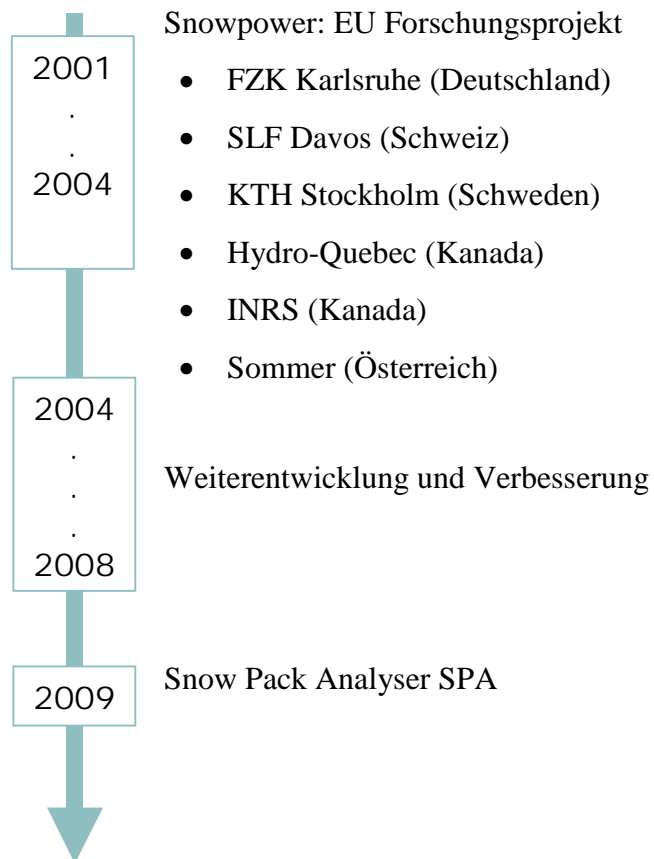 Snowpower: EU Forschungsprojekt
2001
.
.
2004
• FZK Karlsruhe (Deutschland)
• SLF Davos (Schweiz)
• KTH Stockholm (Schweden)
• Hydro-Quebec (Kanada)
• INRS (Kanada)
• Sommer (Österreich)
2004
.
.
.
2008
Weiterentwicklung und Verbesserung
2009
Snow Pack Analyser SPA